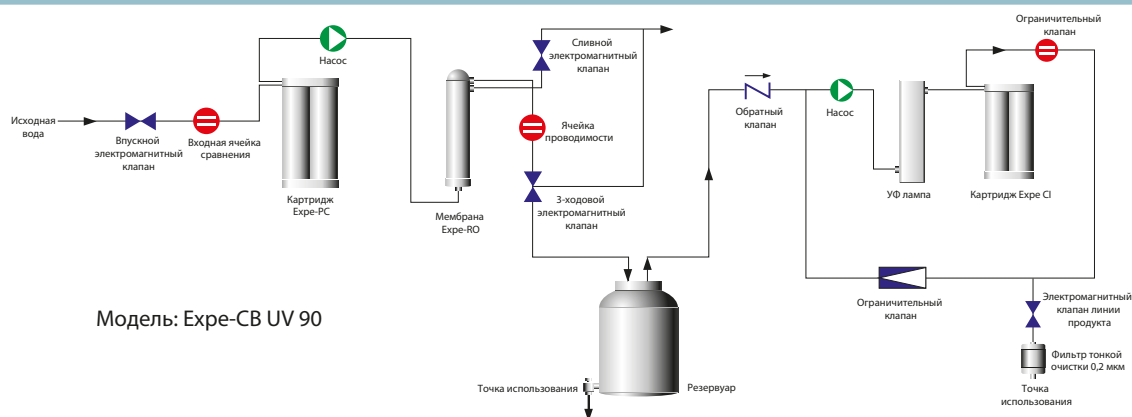 Ограничительный
клапан
Насос
Сливной
электромагнитный
клапан
Исходная
вода
Впускной
электромагнитный
клапан
Входная ячейка
сравнения
Ячейка
проводимости
Обратный
клапан
Насос
Картридж
Expe-PC
Мембрана
Expe-RO
3-ходовой
электромагнитный
клапан
УФ лампа
Картридж Expe CI
Ограничительный
клапан
Электромагнитный
клапан линии
продукта
Модель: Expe-CB UV 90
Фильтр тонкой
очистки 0,2 мкм
Точка использования
Резервуар
Точка
использования